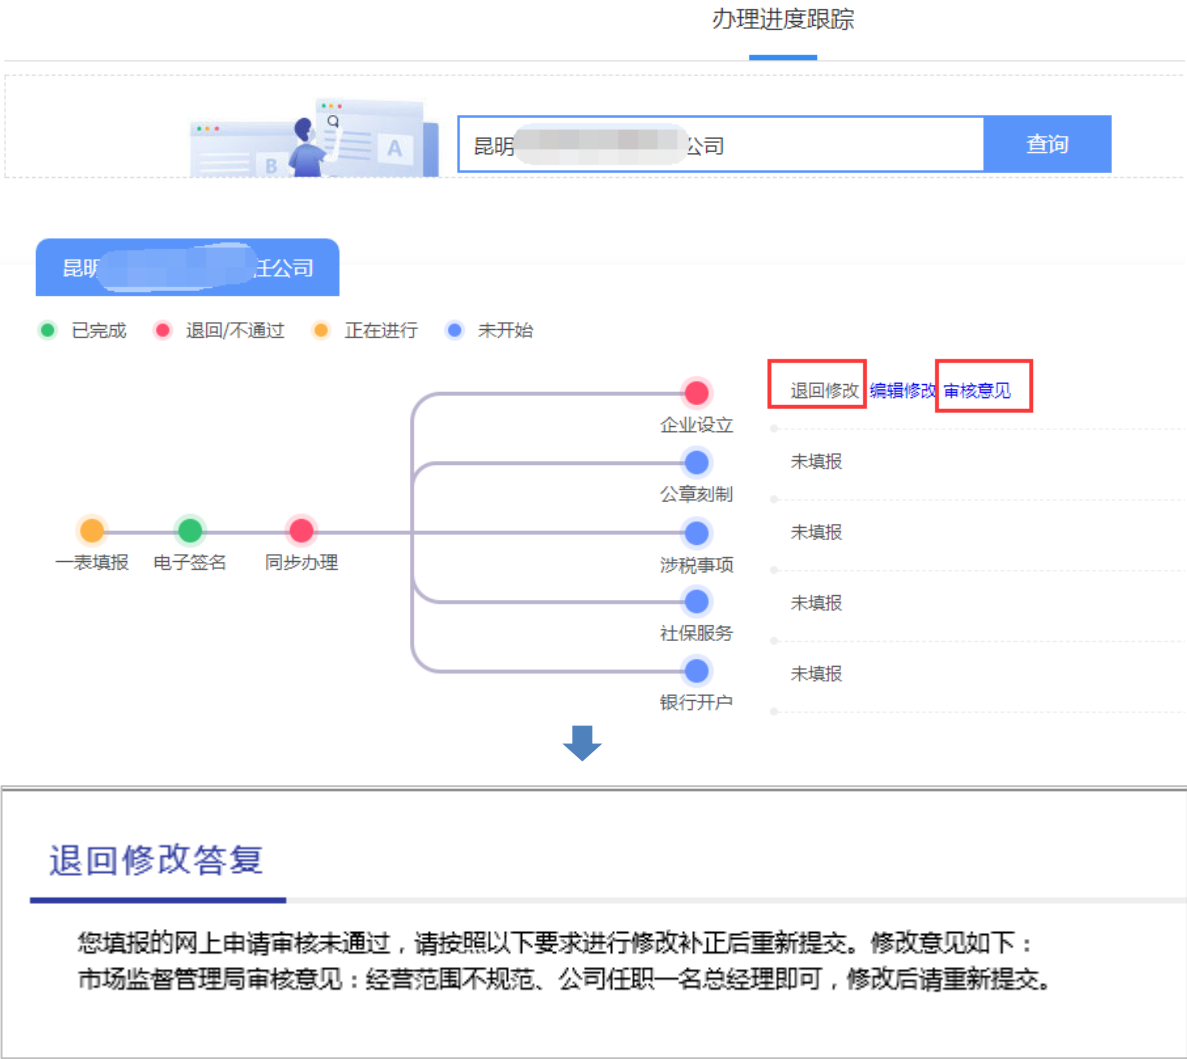 办理进度跟踪
B
A
昆明
公司
查询
昆明
任公司
已完成
退回/不通过
正在进行
未开始
企业设立
退回修改
编辑修改
审核意见
公章刻制
未填报
一表填报
电子签名
同步办理
涉税事项
未填报
社保服务
未填报
银行开户
未填报
退回修改答复
您填报的网上申请审核未通过，请按照以下要求进行修改补正后重新提交。修改意见如下：
市场监督管理局审核意见：经营范围不规范、公司任职一名总经理即可，修改后请重新提交。